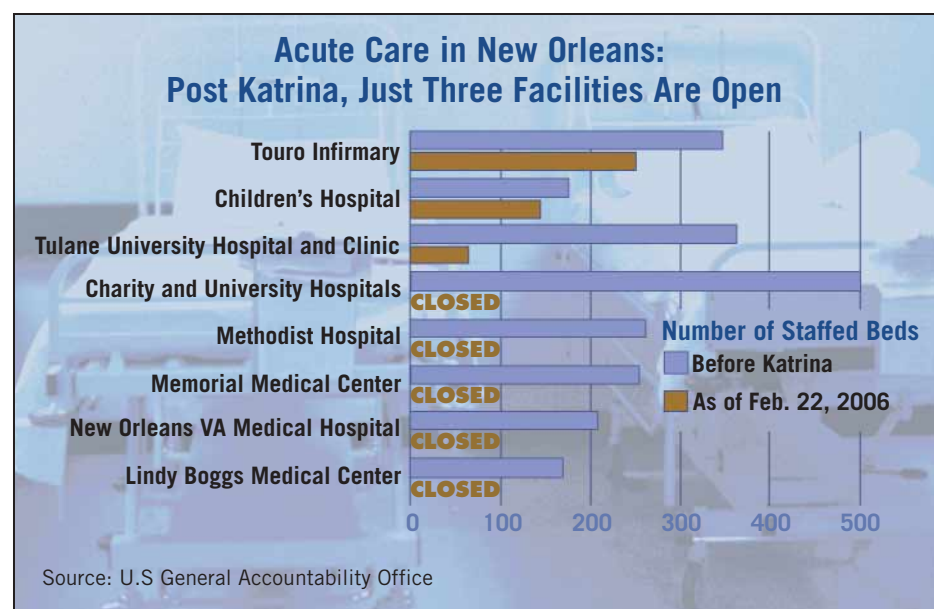 Acute Care in New Orleans:
Post Katrina, Just Three Facilities Are Open
Touro Infirmary
Children’s Hospital
Tulane University Hospital and Clinic
Charity and University Hospitals
CLOSED
Methodist Hospital
CLOSED
Memorial Medical Center
CLOSED
New Orleans VA Medical Hospital
CLOSED
Lindy Boggs Medical Center
CLOSED
Number of Staffed Beds
Before Katrina
As of Feb. 22, 2006
0 100 200 300 400 500
Source: U.S General Accountability Office